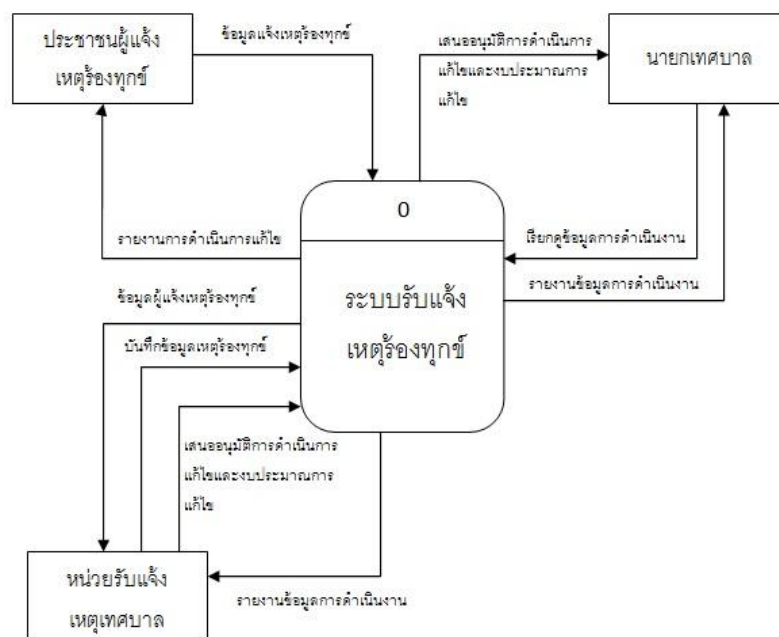 ประชาชนผู้แจ้ง
เหตุร้องทุกข์
ข้อมูลแจ้งเหตุร้องทุกข์
เสนออนุมัติการดำเนินการ
แก้ไขและงบประมาณการ
แก้ไข
นายกเทศบาล
0
ระบบรับแจ้ง
เหตุร้องทุกข์
รายงานการดำเนินการแก้ไข
เรียกดูข้อมูลการดำเนินงาน
รายงานข้อมูลการดำเนินงาน
ข้อมูลผู้แจ้งเหตุร้องทุกข์
บันทึกข้อมูลเหตุร้องทุกข์
เสนออนุมัติการดำเนินการ
แก้ไขและงบประมาณการ
แก้ไข
หน่วยรับแจ้ง
เหตุเทศบาล
รายงานข้อมูลการดำเนินงาน